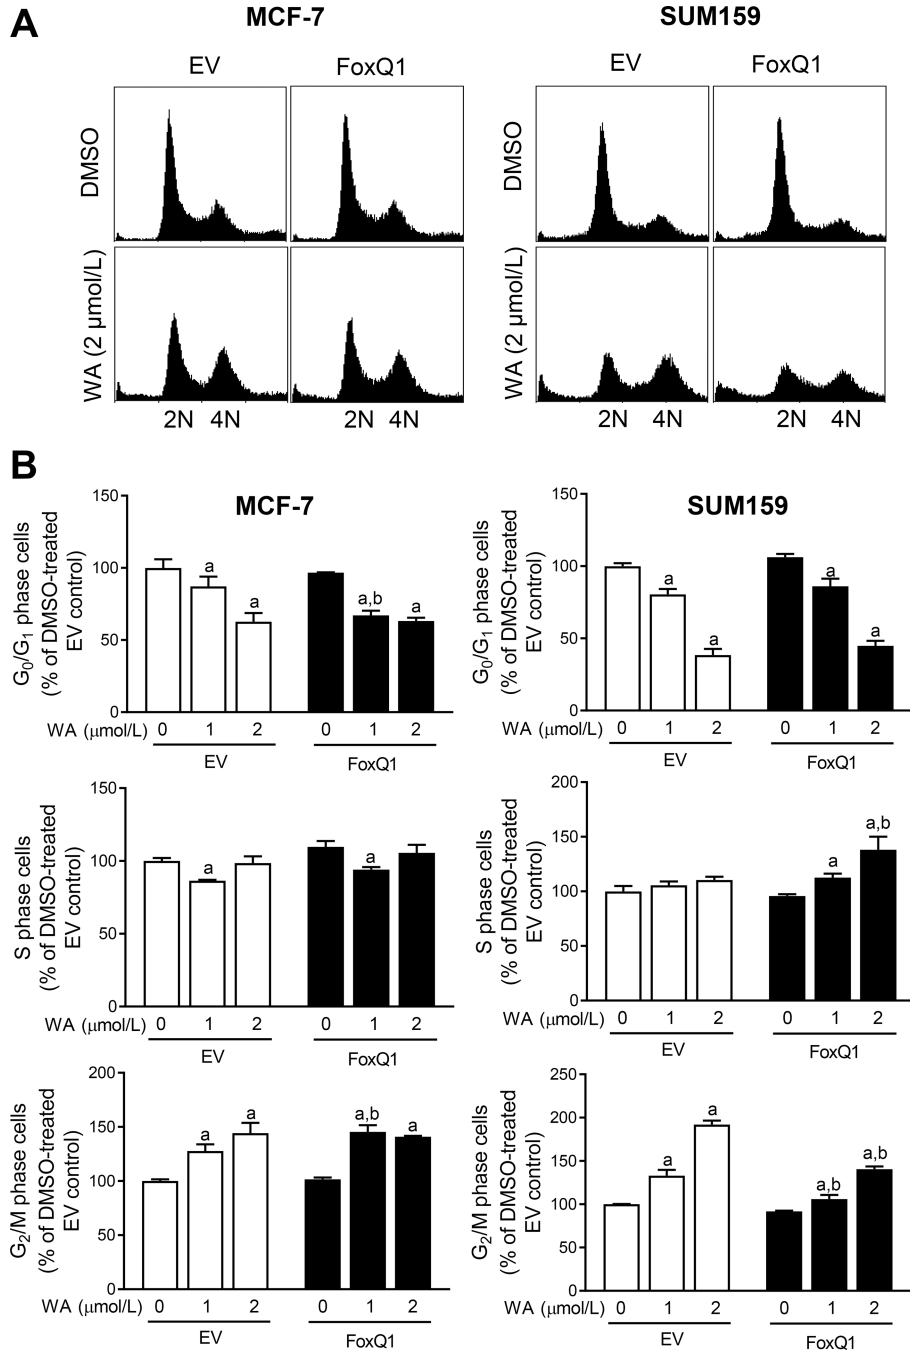 A
MCF-7
SUM159
EV
FoxQ1
EV
FoxQ1
DMSO
DMSO
WA (2 µmol/L)
WA (2 µmol/L)
2N 4N
2N 4N
2N 4N
2N 4N
B
MCF-7
G0/G1 phase cells
(% of DMSO-treated
EV control)
150
100
50
0
a
a
a,b
a
WA (µmol/L) 0 1 2 0 1 2
EV
FoxQ1
SUM159
G0/G1 phase cells
(% of DMSO-treated
EV control)
150
100
50
0
a
a
a
a
WA (µmol/L) 0 1 2 0 1 2
EV
FoxQ1
S phase cells
(% of DMSO-treated
EV control)
150
100
50
0
a
a
WA (µmol/L) 0 1 2 0 1 2
EV
FoxQ1
S phase cells
(% of DMSO-treated
EV control)
200
150
100
50
0
a
a,b
WA (µmol/L) 0 1 2 0 1 2
EV
FoxQ1
G2/M phase cells
(% of DMSO-treated
EV control)
200
150
100
50
0
a
a
a,b
a
WA (µmol/L) 0 1 2 0 1 2
EV
FoxQ1
G2/M phase cells
(% of DMSO-treated
EV control)
250
200
150
100
50
0
a
a
a,b
a,b
WA (µmol/L) 0 1 2 0 1 2
EV
FoxQ1